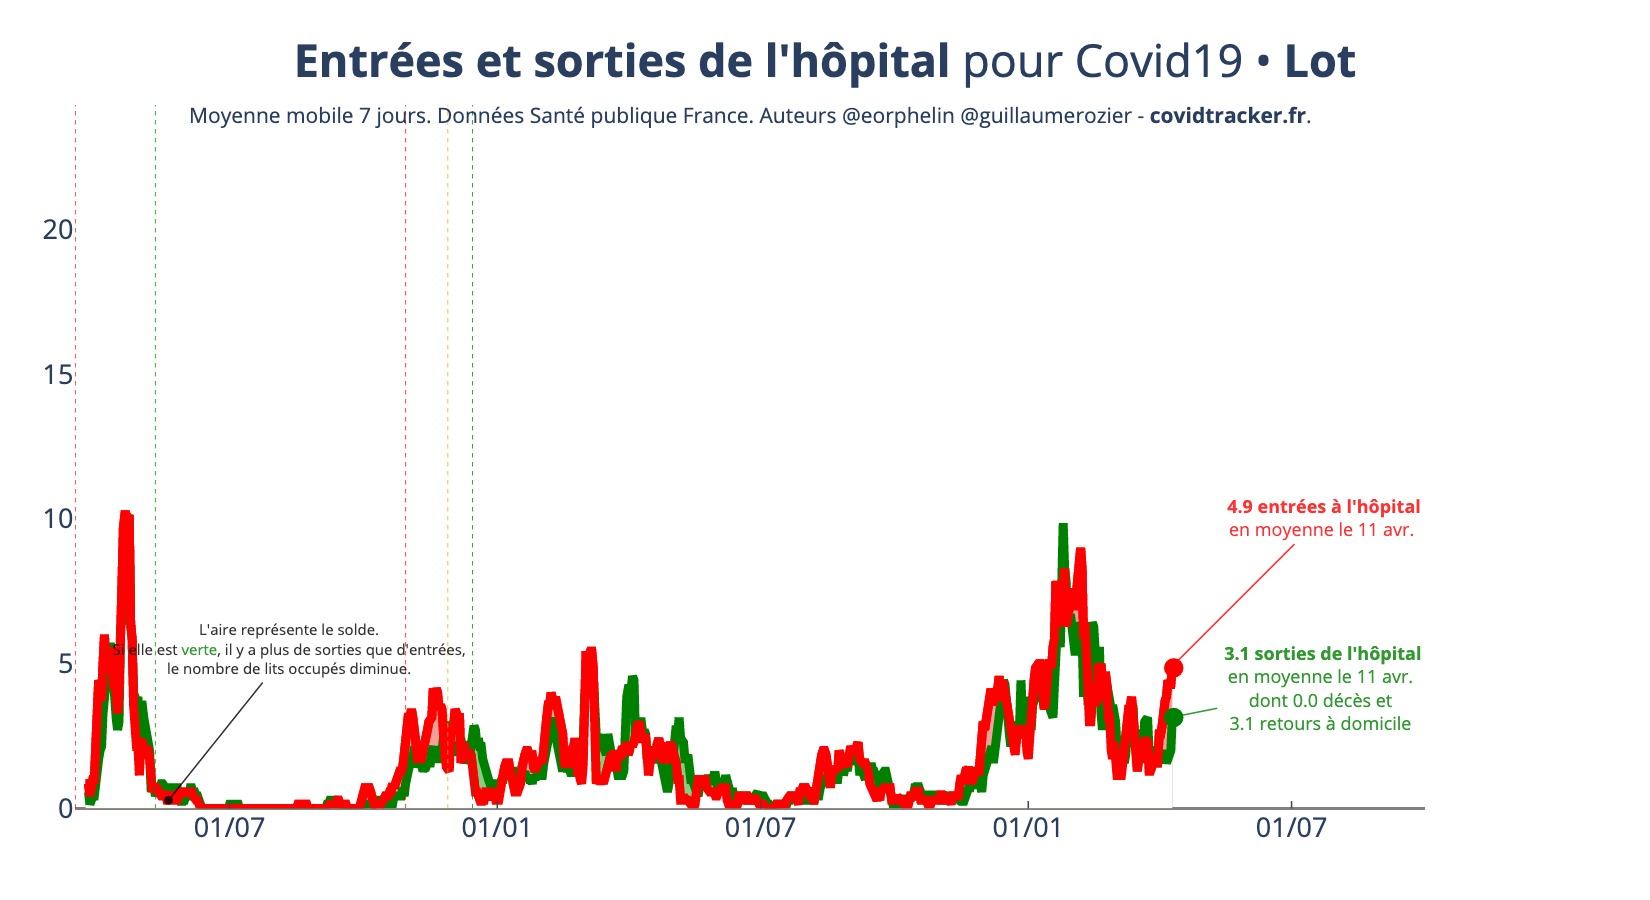 Entrées et sorties de l'hôpital pour Covid19 • Lot
Moyenne mobile 7 jours. Données Santé publique France. Auteurs @eorphelin @guillaumerozier - covidtracker.fr.
20
15
10
5
0
4.9 entrées à l'hôpital
en moyenne le 11 avr.
L'aire représente le solde.
Si elle est verte, il y a plus de sorties que d'entrées,
le nombre de lits occupés diminue.
3.1 sorties de l'hôpital
en moyenne le 11 avr.
dont 0.0 décès et
3.1 retours à domicile
01/07
01/01
01/07
01/01
01/07